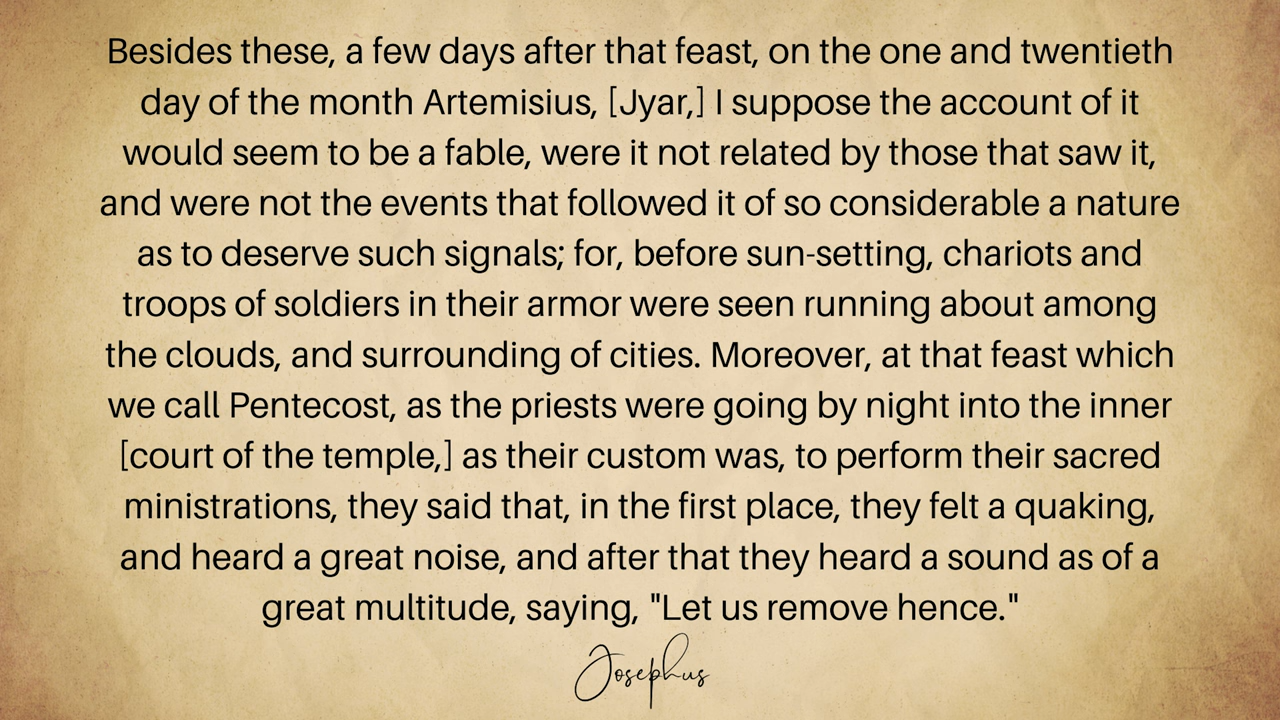 Besides these, a few days after that feast, on the one and twentieth
day of the month Artemisius, [Jyar,] I suppose the account of it
would seem to be a fable, were it not related by those that saw it,
and were not the events that followed it of so considerable a nature
as to deserve such signals; for, before sun-setting, chariots and
troops of soldiers in their armor were seen running about among
the clouds, and surrounding of cities. Moreover, at that feast which
we call Pentecost, as the priests were going by night into the inner
[court of the temple,] as their custom was, to perform their sacred
ministrations, they said that, in the first place, they felt a quaking,
and heard a great noise, and after that they heard a sound as of a
great multitude, saying, "Let us remove hence."
Josephus